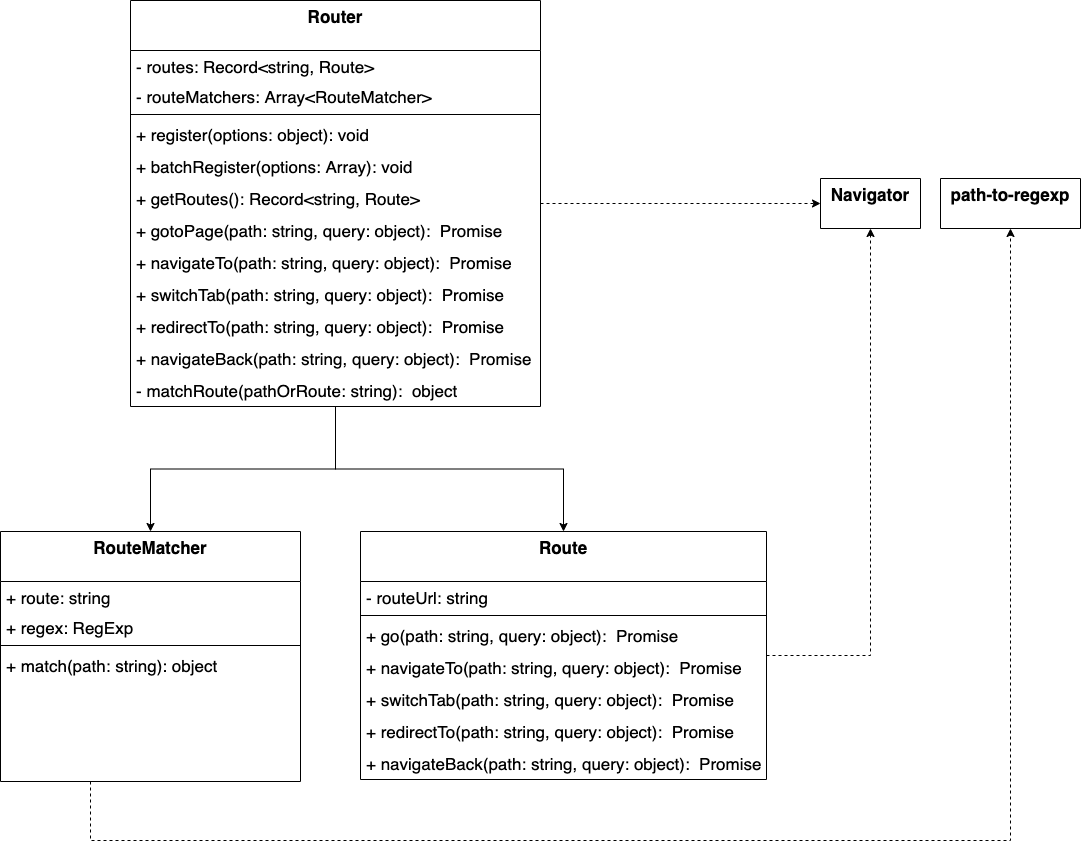 Router
- routes: Record<string, Route>
- routeMatchers: Array<RouteMatcher>
+ register(options: object): void
+ batchRegister(options: Array): void
+ getRoutes(): Record<string, Route>
+ gotoPage(path: string, query: object):  Promise
+ navigateTo(path: string, query: object):  Promise
+ switchTab(path: string, query: object):  Promise
+ redirectTo(path: string, query: object):  Promise
+ navigateBack(path: string, query: object):  Promise
- matchRoute(pathOrRoute: string):  object
Navigator
path-to-regexp
RouteMatcher
+ route: string
+ regex: RegExp
+ match(path: string): object
Route
- routeUrl: string
+ go(path: string, query: object):  Promise
+ navigateTo(path: string, query: object):  Promise
+ switchTab(path: string, query: object):  Promise
+ redirectTo(path: string, query: object):  Promise
+ navigateBack(path: string, query: object):  Promise